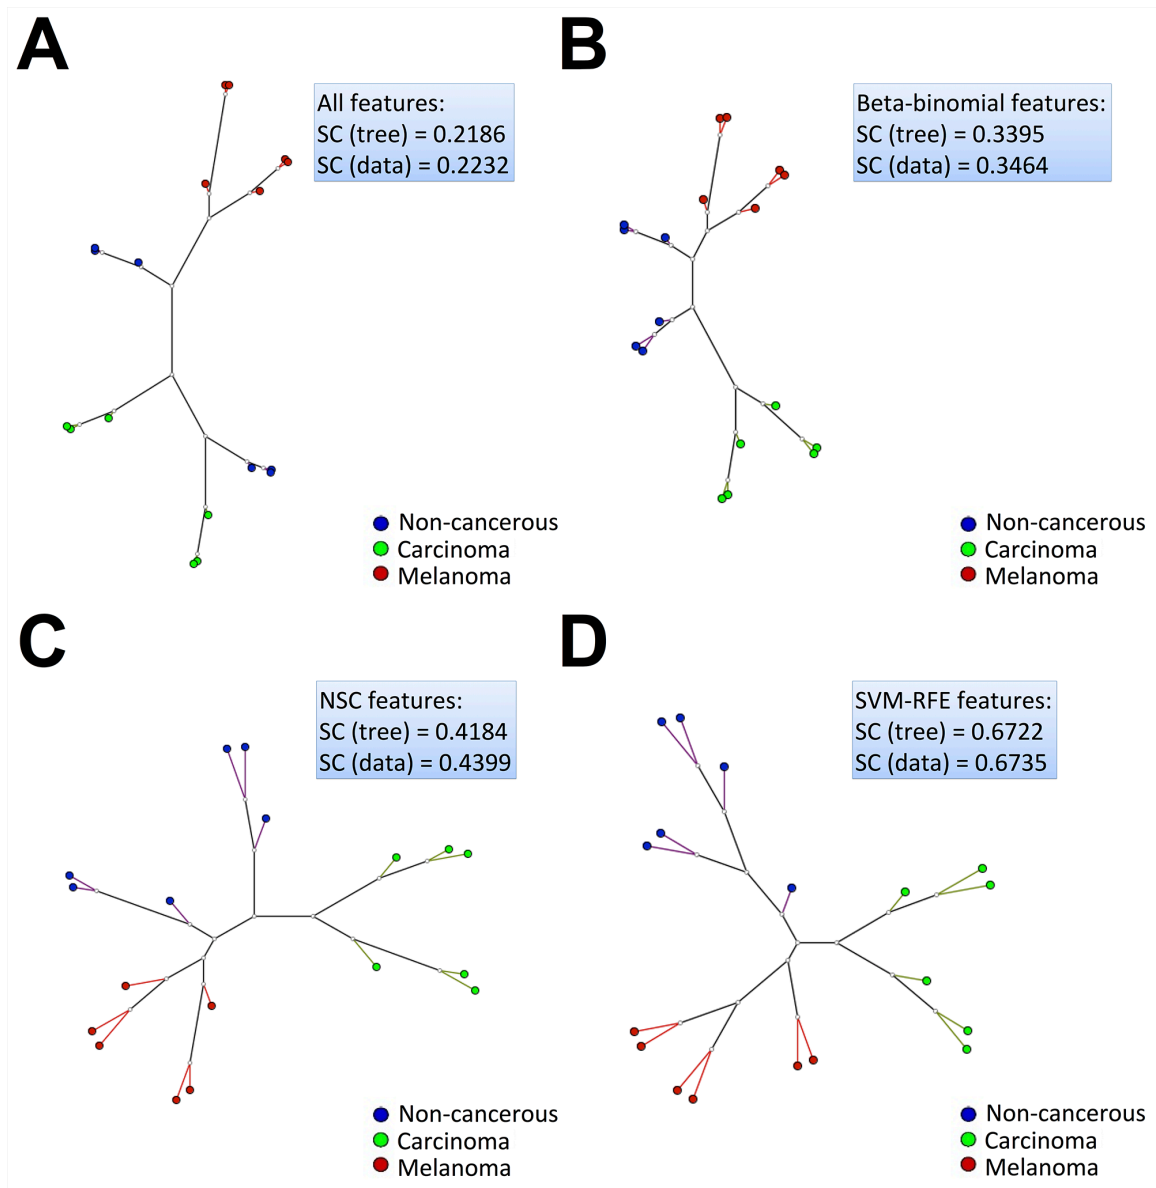 A
All features:
SC (tree) = 0.2186
SC (data) = 0.2232
Non-cancerous
Carcinoma
Melanoma
B
Beta-binomial features:
SC (tree) = 0.3395
SC (data) = 0.3464
Non-cancerous
Carcinoma
Melanoma
C
NSC features:
SC (tree) = 0.4184
SC (data) = 0.4399
Non-cancerous
Carcinoma
Melanoma
D
SVM-RFE features:
SC (tree) = 0.6722
SC (data) = 0.6735
Non-cancerous
Carcinoma
Melanoma